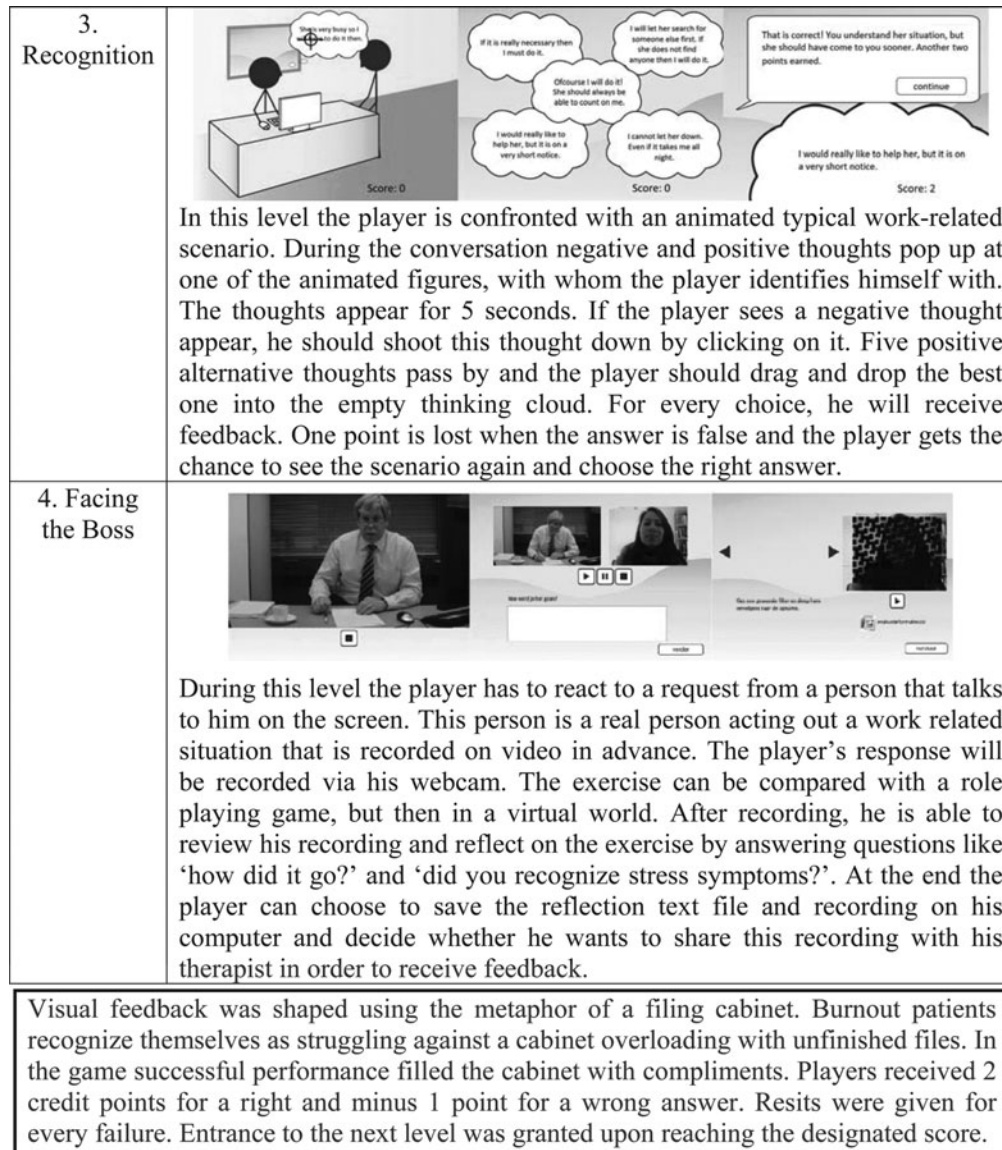 3.
Recognition
She is very busy so I
to do it then.
Score: 0
If it is really necessary then
I must do it.
I will let her search for
someone else first. If
she does not find
anyone then I will do it.
Ofcourse I will do it!
She should always be
able to count on me.
I would really like to
help her, but it is on a
very short notice.
I cannot let her down.
Even if it takes me all
night.
Score: 0
That is correct! You understand her situation, but
she should have come to you sooner. Another two
points earned.
continue
I would really like to help her, but it is on
a very short notice.
Score: 2
In this level the player is confronted with an animated typical work-related
scenario. During the conversation negative and positive thoughts pop up at
one of the animated figures, with whom the player identifies himself with.
The thoughts appear for 5 seconds. If the player sees a negative thought
appear, he should shoot this thought down by clicking on it. Five positive
alternative thoughts pass by and the player should drag and drop the best
one into the empty thinking cloud. For every choice, he will receive
feedback. One point is lost when the answer is false and the player gets the
chance to see the scenario again and choose the right answer.
4. Facing
the Boss
During this level the player has to react to a request from a person that talks
to him on the screen. This person is a real person acting out a work related
situation that is recorded on video in advance. The player's response will
be recorded via his webcam. The exercise can be compared with a role
playing game, but then in a virtual world. After recording, he is able to
review his recording and reflect on the exercise by answering questions like
‘how did it go?’ and ‘did you recognize stress symptoms?’. At the end the
player can choose to save the reflection text file and recording on his
computer and decide whether he wants to share this recording with his
therapist in order to receive feedback.
Visual feedback was shaped using the metaphor of a filing cabinet. Burnout patients
recognize themselves as struggling against a cabinet overloading with unfinished files. In
the game successful performance filled the cabinet with compliments. Players received 2
credit points for a right and minus 1 point for a wrong answer. Resits were given for
every failure. Entrance to the next level was granted upon reaching the designated score.